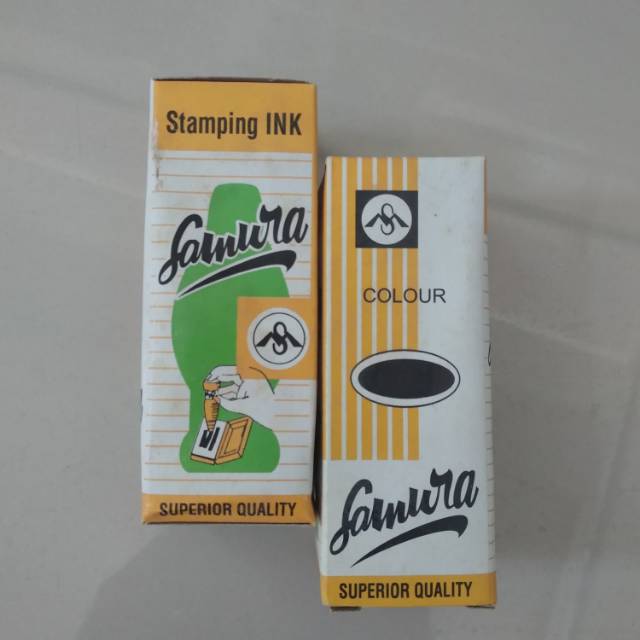 Stamping INK
Samura
SUPERIOR QUALITY
COLOUR
Samura
SUPERIOR QUALITY